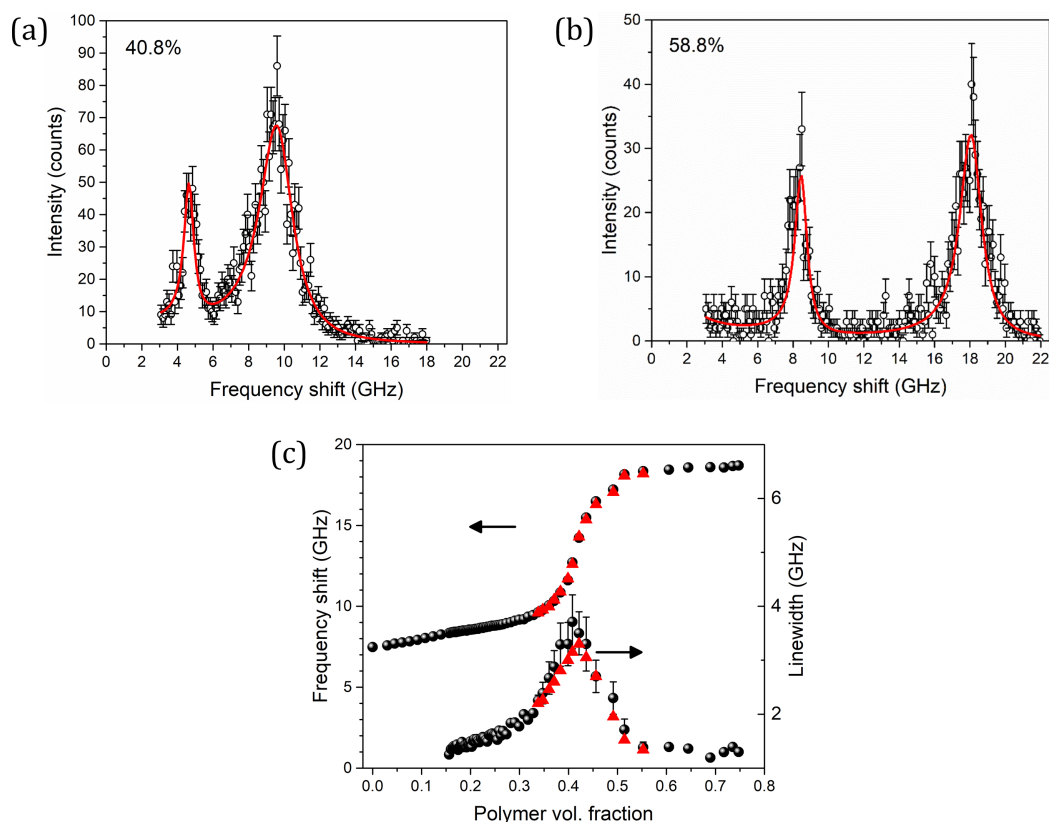 (a)
40.8%
100
90
80
70
60
50
40
30
20
10
0
Intensity (counts)
0 2 4 6 8 10 12 14 16 18 20 22
Frequency shift (GHz)
(b)
58.8%
50
40
30
20
10
0
Intensity (counts)
0 2 4 6 8 10 12 14 16 18 20 22
Frequency shift (GHz)
(c)
20
15
10
5
0
Frequency shift (GHz)
6
4
2
Linewidth (GHz)
0.0 0.1 0.2 0.3 0.4 0.5 0.6 0.7 0.8
Polymer vol. fraction